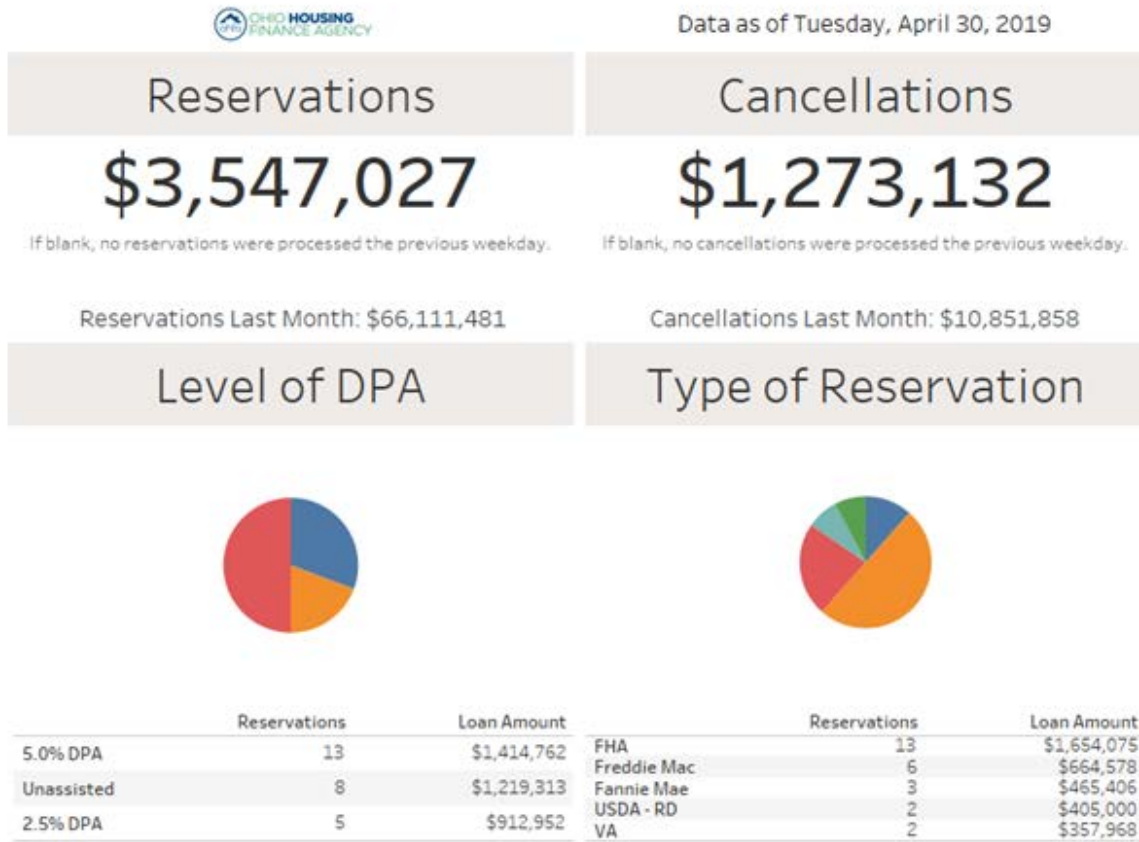 OHIO HOUSING
FINANCE AGENCY
ohfa
Data as of Tuesday, April 30, 2019
Reservations
Cancellations
$3,547,027
$1,273,132
If blank, no reservations were processed the previous weekday.
If blank, no cancellations were processed the previous weekday.
Reservations Last Month: $66,111,481
Cancellations Last Month: $10,851,858
Level of DPA
Type of Reservation
Reservations Loan Amount
5.0% DPA 13 $1,414,762
Unassisted 8 $1,219,313
2.5% DPA 5 $912,952
Reservations Loan Amount
FHA 13 $1,654,075
Freddie Mac 6 $664,578
Fannie Mae 3 $465,406
USDA - RD 2 $405,000
VA 2 $357,968